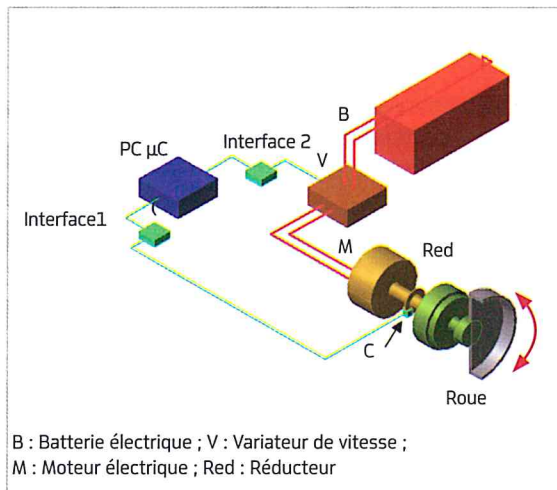 B
Interface 2
PC µC
V
Interface1
M
Red
C
Roue
B : Batterie électrique ; V : Variateur de vitesse ;
M : Moteur électrique ; Red : Réducteur